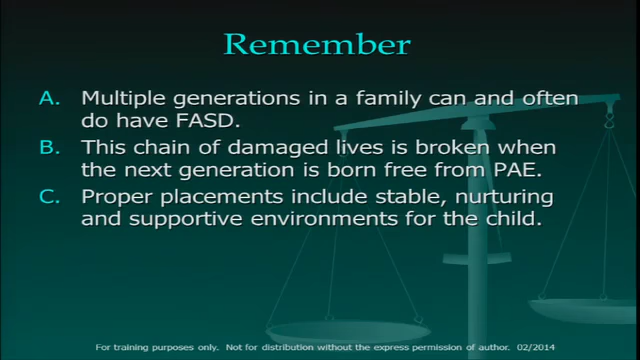 Remember
A. Multiple generations in a family can and often
do have FASD.
B. This chain of damaged lives is broken when
the next generation is born free from PAE.
C. Proper placements include stable, nurturing
and supportive environments for the child.
For training purposes only. Not for distribution without the express permission of author. 02/2014